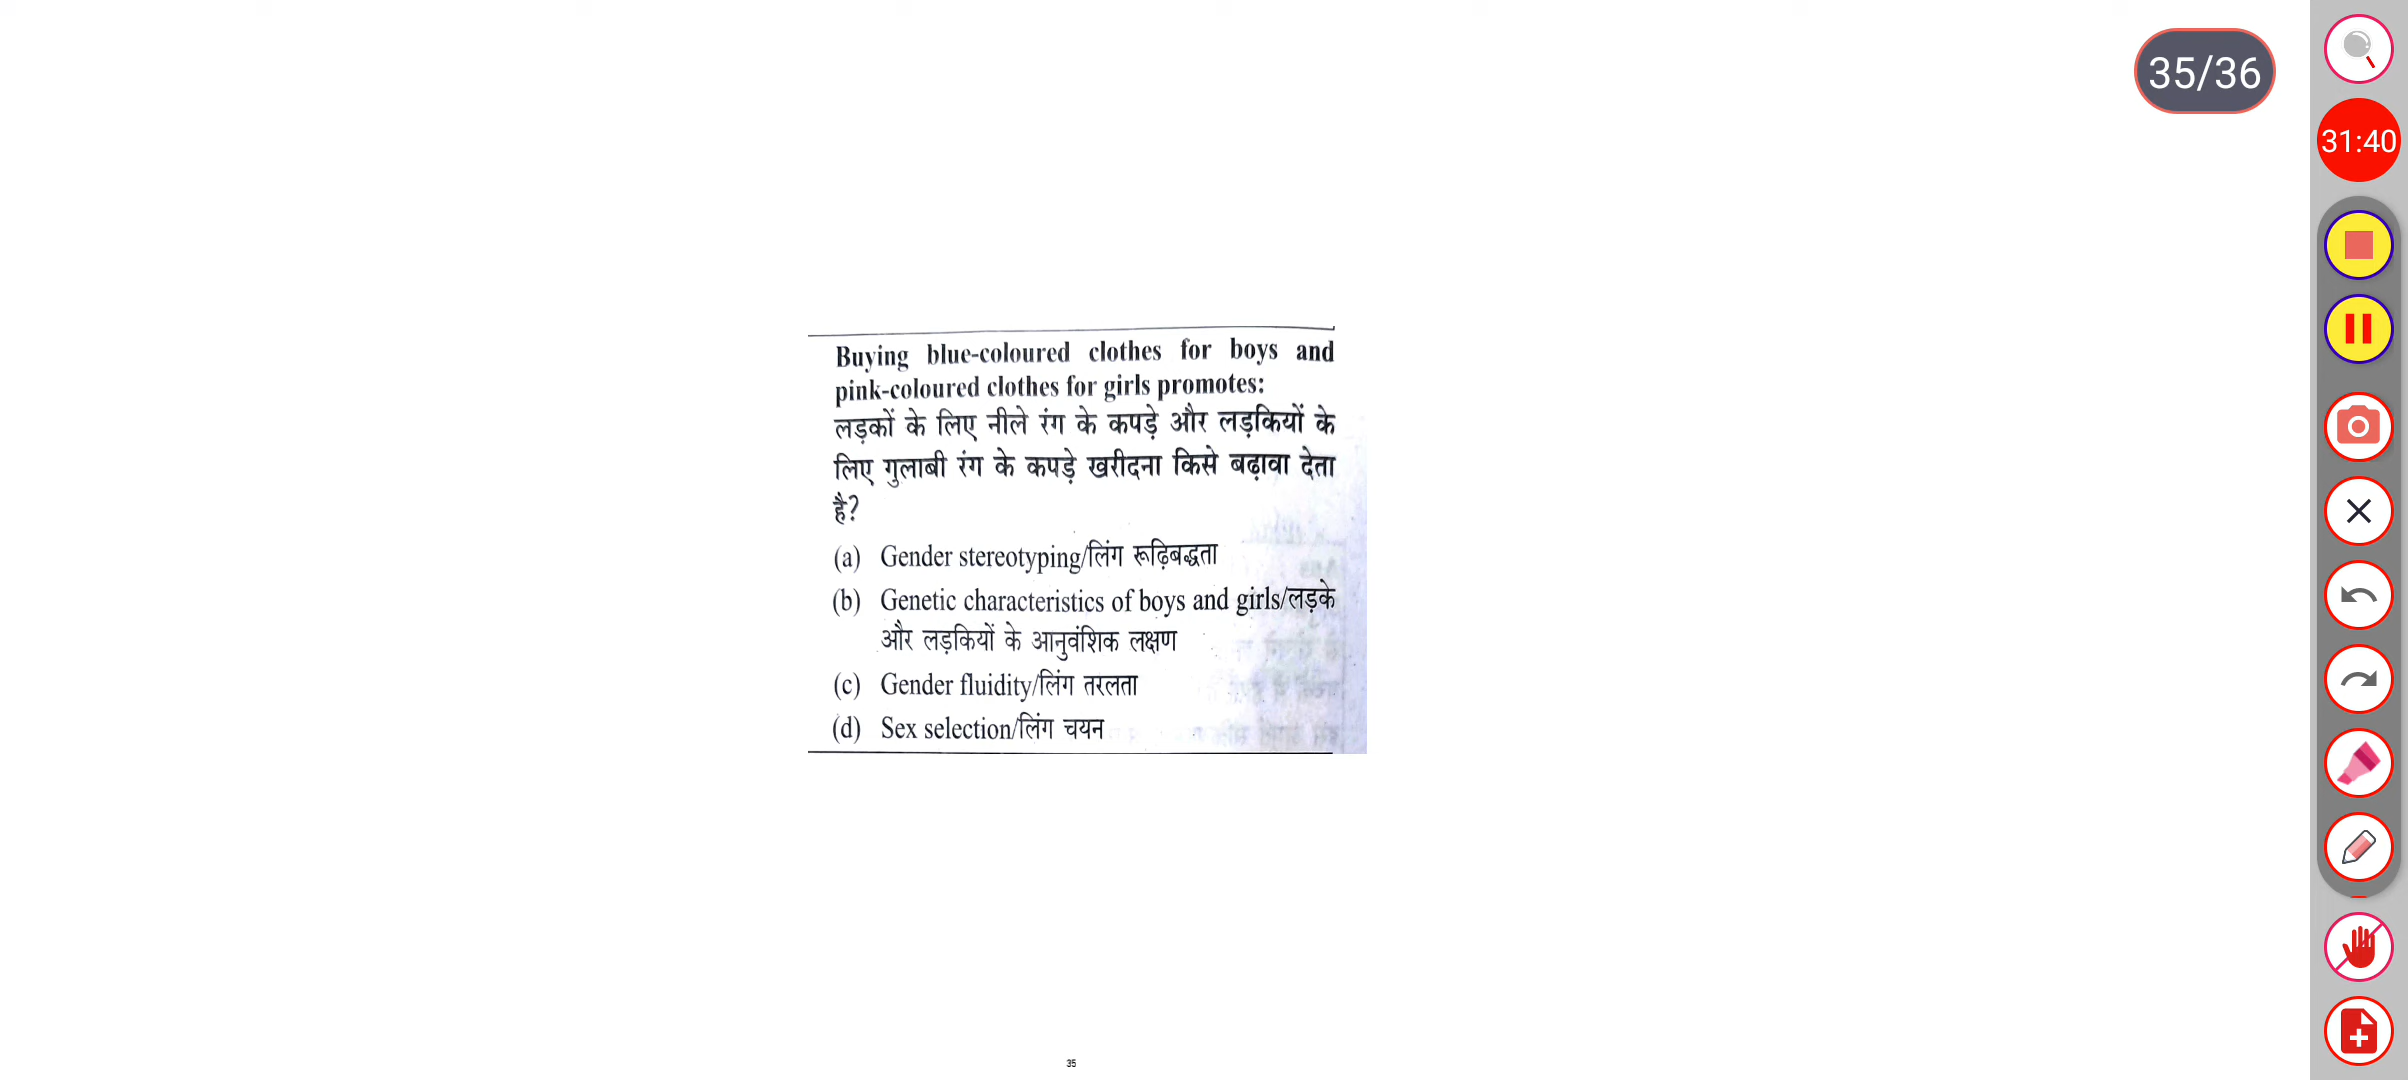 35/36
31:40
Buying blue-coloured clothes for boys and
pink-coloured clothes for girls promotes:
लड़कों के लिए नीले रंग के कपड़े और लड़कियों के
लिए गुलाबी रंग के कपड़े खरीदना किसे बढ़ावा देता
है?
(a) Gender stereotyping/लिंग रूढ़िबद्धता
(b) Genetic characteristics of boys and girls/लड़के
और लड़कियों के आनुवंशिक लक्षण
(c) Gender fluidity/लिंग तरलता
(d) Sex selection/लिंग चयन
35